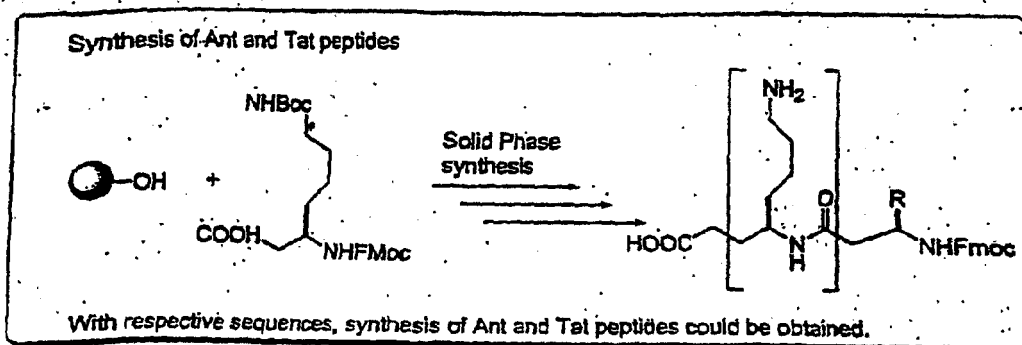 Synthesis of Ant and Tat peptides
NHBoc
OH
+
COOH
NHFMoc
Solid Phase
synthesis
NH2
O
R
HOOC
N
H
NHFmoc
With respective sequences, synthesis of Ant and Tat peptides could be obtained.